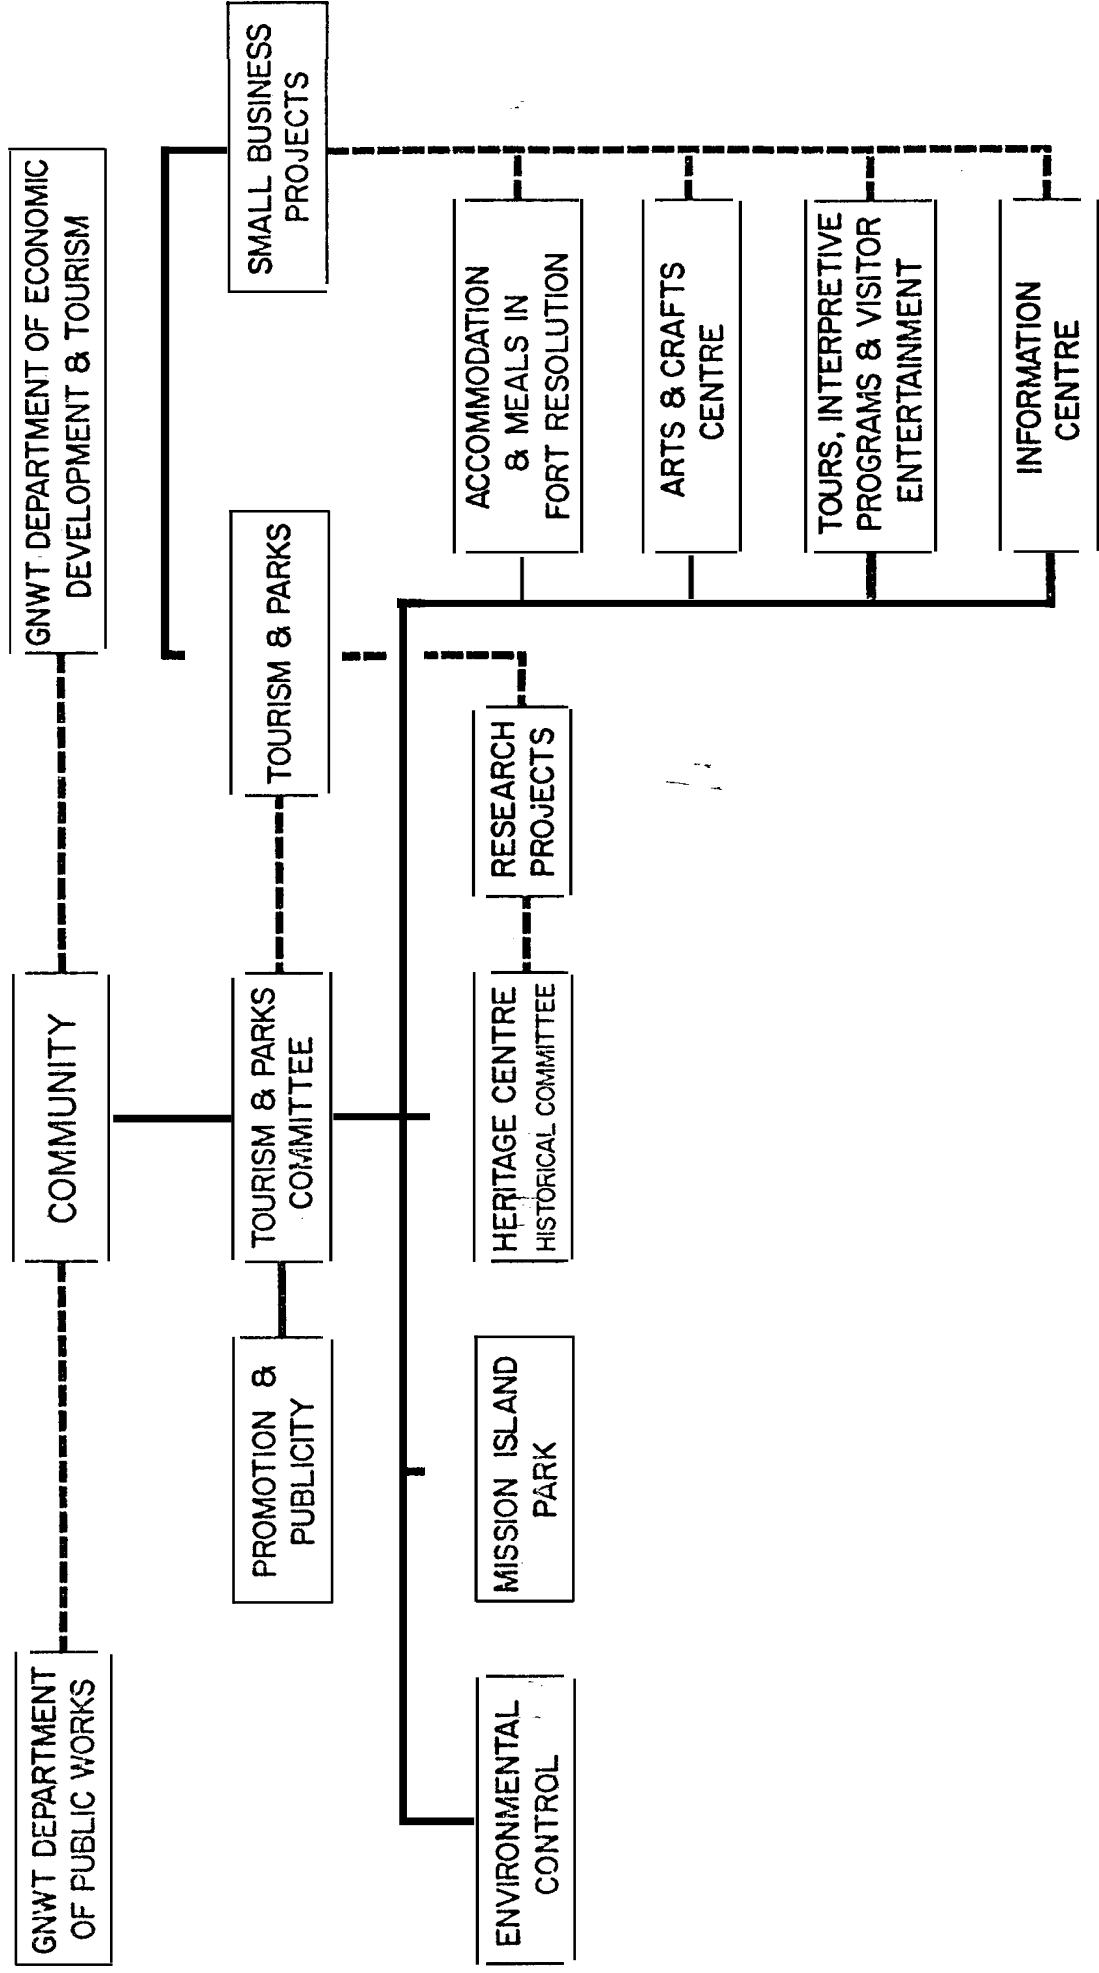 GNWT DEPARTMENT
OF PUBLIC WORKS
COMMUNITY
GNWT DEPARTMENT OF ECONOMIC
DEVELOPMENT & TOURISM
PROMOTION &
PUBLICITY
TOURISM & PARKS
COMMITTEE
TOURISM & PARKS
SMALL BUSINESS
PROJECTS
ENVIRONMENTAL
CONTROL
MISSION ISLAND
PARK
HERITAGE CENTRE
HISTORICAL COMMITTEE
RESEARCH
PROJECTS
ACCOMMODATION
& MEALS IN
FORT RESOLUTION
ARTS & CRAFTS
CENTRE
TOURS, INTERPRETIVE
PROGRAMS & VISITOR
ENTERTAINMENT
INFORMATION
CENTRE